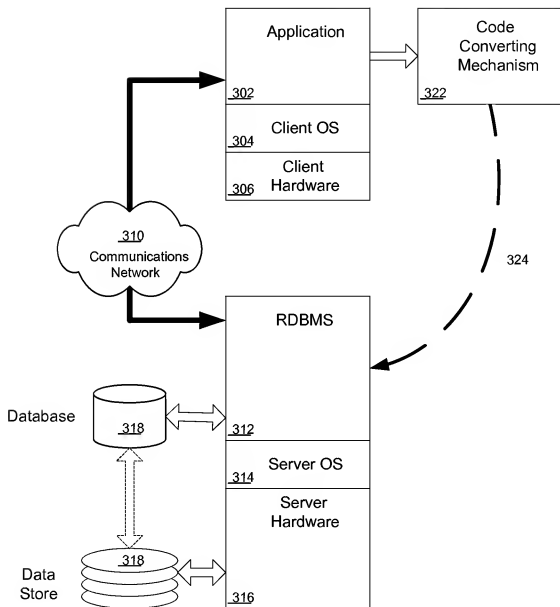 Application
302
Code
Converting
Mechanism
322
Client OS
304
Client
Hardware
306
310
Communications
Network
324
RDBMS
312
Database
318
Server OS
314
Server
Hardware
316
318
Data
Store